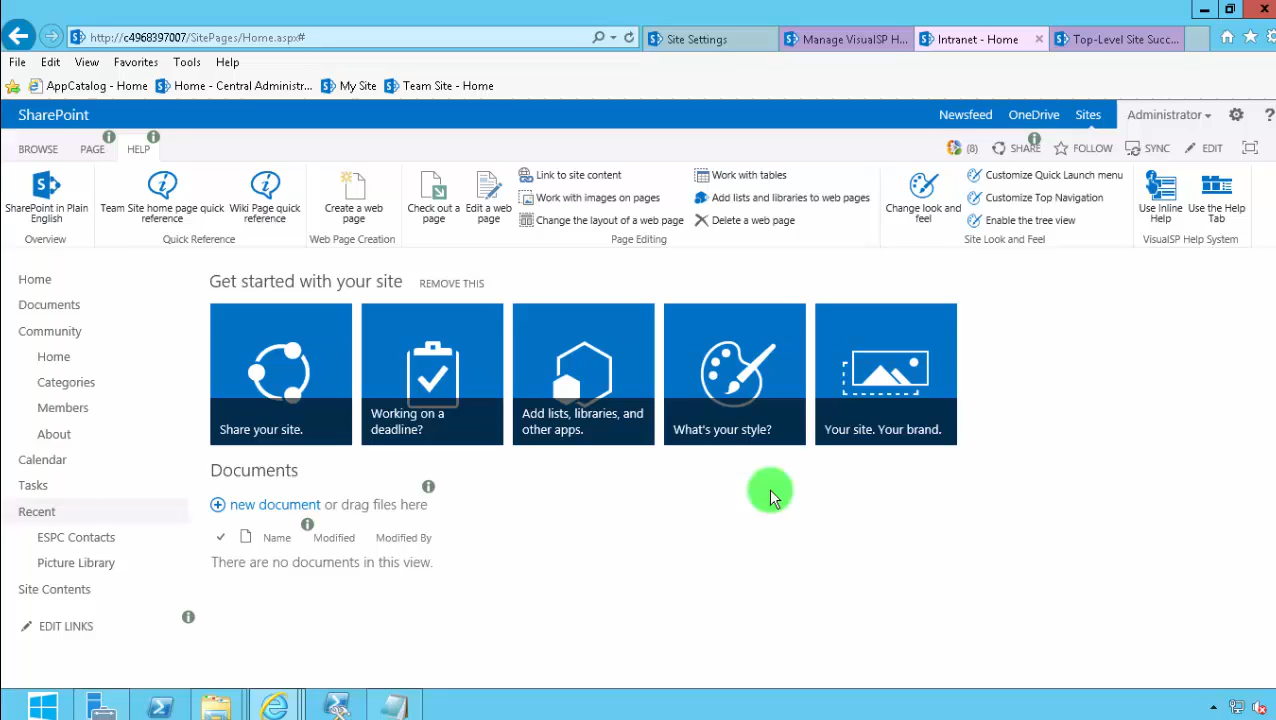 http://c4968397007/SitePages/Home.aspx#
Site Settings
Manage VisualSP H...
Intranet - Home
Top-Level Site Succ...
File Edit View Favorites Tools Help
AppCatalog - Home
Home - Central Administr...
My Site
Team Site - Home
SharePoint
Newsfeed OneDrive Sites
Administrator
?
BROWSE PAGE HELP
(8) SHARE FOLLOW SYNC EDIT
SharePoint in Plain
English
Overview
Team Site home page quick
reference
Wiki Page quick
reference
Quick Reference
Create a web
page
Web Page Creation
Check out a
page
Edit a web
page
Link to site content
Work with images on pages
Change the layout of a web page
Work with tables
Add lists and libraries to web pages
Delete a web page
Page Editing
Change look and
feel
Customize Quick Launch menu
Customize Top Navigation
Enable the tree view
Site Look and Feel
Use Inline
Help
Use the Help
Tab
VisualSP Help System
Home
Documents
Community
Home
Categories
Members
About
Calendar
Tasks
Recent
ESPC Contacts
Picture Library
Site Contents
EDIT LINKS
Get started with your site REMOVE THIS
Share your site.
Working on a
deadline?
Add lists, libraries, and
other apps.
What's your style?
Your site. Your brand.
Documents
new document or drag files here
Name Modified Modified By
There are no documents in this view.